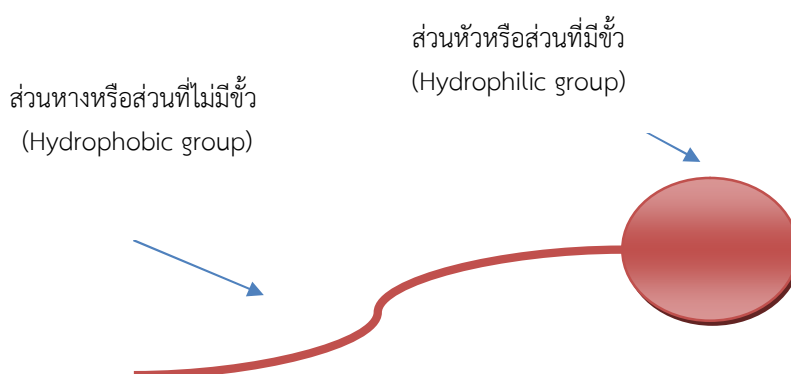 ส่วนหัวหรือส่วนที่มีขั้ว
(Hydrophilic group)
ส่วนหางหรือส่วนที่ไม่มีขั้ว
(Hydrophobic group)